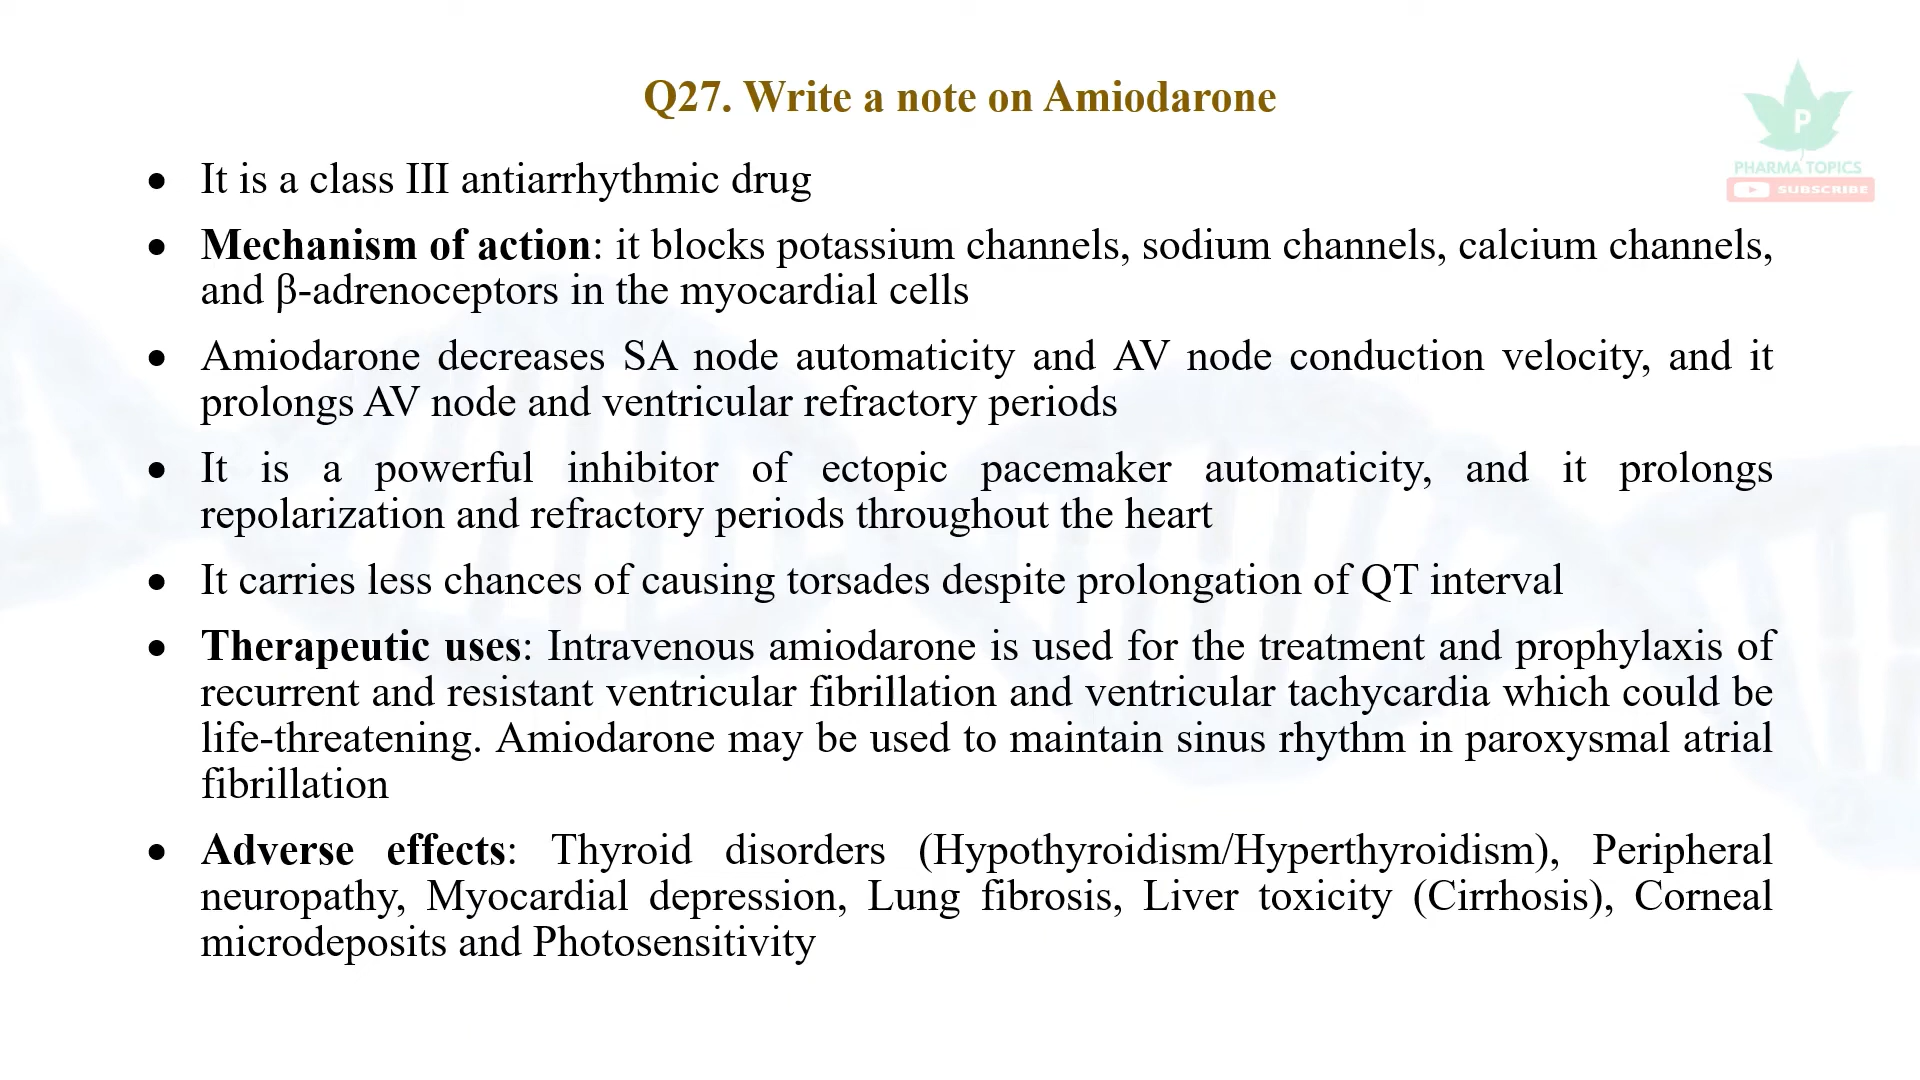 Q27. Write a note on Amiodarone
P
PHARMA TOPICS
SUBSCRIBE
• It is a class III antiarrhythmic drug
• Mechanism of action: it blocks potassium channels, sodium channels, calcium channels,
and β-adrenoceptors in the myocardial cells
• Amiodarone decreases SA node automaticity and AV node conduction velocity, and it
prolongs AV node and ventricular refractory periods
• It is a powerful inhibitor of ectopic pacemaker automaticity, and it prolongs
repolarization and refractory periods throughout the heart
• It carries less chances of causing torsades despite prolongation of QT interval
• Therapeutic uses: Intravenous amiodarone is used for the treatment and prophylaxis of
recurrent and resistant ventricular fibrillation and ventricular tachycardia which could be
life-threatening. Amiodarone may be used to maintain sinus rhythm in paroxysmal atrial
fibrillation
• Adverse effects: Thyroid disorders (Hypothyroidism/Hyperthyroidism), Peripheral
neuropathy, Myocardial depression, Lung fibrosis, Liver toxicity (Cirrhosis), Corneal
microdeposits and Photosensitivity